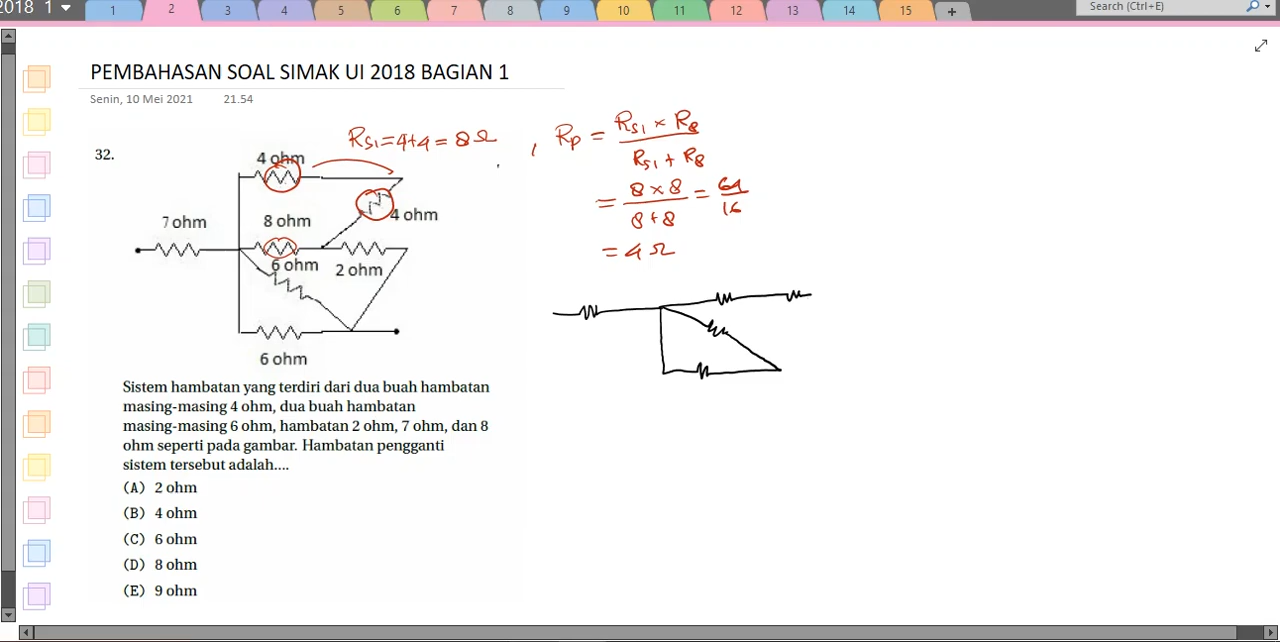 2018 1
1 2 3 4 5 6 7 8 9 10 11 12 13 14 15 +
Search (Ctrl+E)
PEMBAHASAN SOAL SIMAK UI 2018 BAGIAN 1
Senin, 10 Mei 2021 21.54
32.
Rs1 = 4+4 = 8 Ω , Rp = Rs1 × R8
Rs1 + R8
= 8 × 8 = 64
8 + 8 16
= 4 Ω
4 ohm
7 ohm
8 ohm
4 ohm
6 ohm
2 ohm
6 ohm
Sistem hambatan yang terdiri dari dua buah hambatan
masing-masing 4 ohm, dua buah hambatan
masing-masing 6 ohm, hambatan 2 ohm, 7 ohm, dan 8
ohm seperti pada gambar. Hambatan pengganti
sistem tersebut adalah....
(A) 2 ohm
(B) 4 ohm
(C) 6 ohm
(D) 8 ohm
(E) 9 ohm